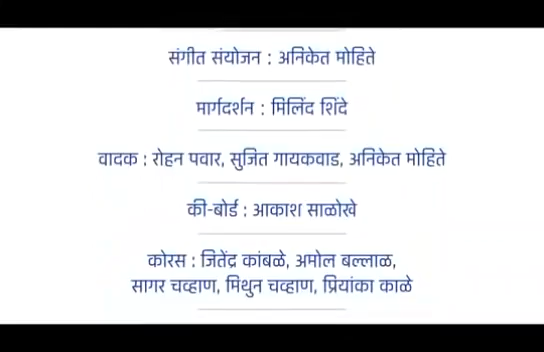 संगीत संयोजन : अनिकेत मोहिते
मार्गदर्शन : मिलिंद शिंदे
वादक : रोहन पवार, सुजित गायकवाड, अनिकेत मोहिते
की-बोर्ड : आकाश साळोखे
कोरस : जितेंद्र कांबळे, अमोल बल्लाळ,
सागर चव्हाण, मिथुन चव्हाण, प्रियांका काळे